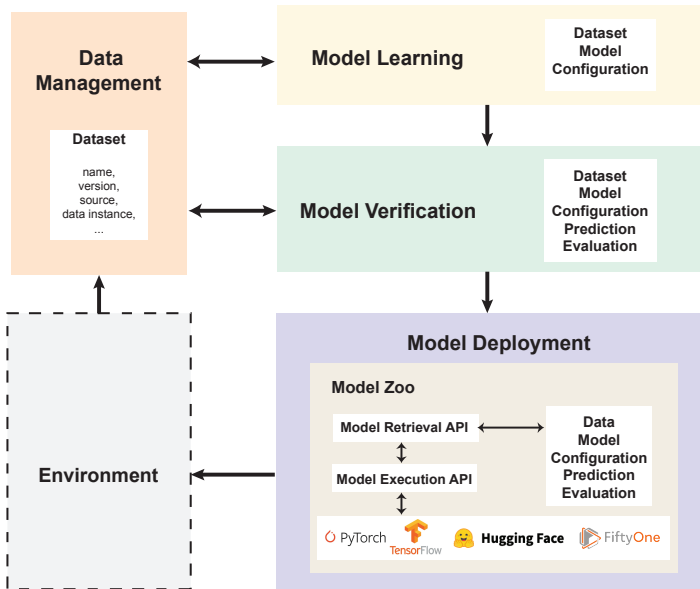 Data
Management
Dataset
name,
version,
source,
data instance,
...
Model Learning
Dataset
Model
Configuration
Model Verification
Dataset
Model
Configuration
Prediction
Evaluation
Environment
Model Deployment
Model Zoo
Model Retrieval API
Model Execution API
Data
Model
Configuration
Prediction
Evaluation
PyTorch
TensorFlow
Hugging Face
FiftyOne